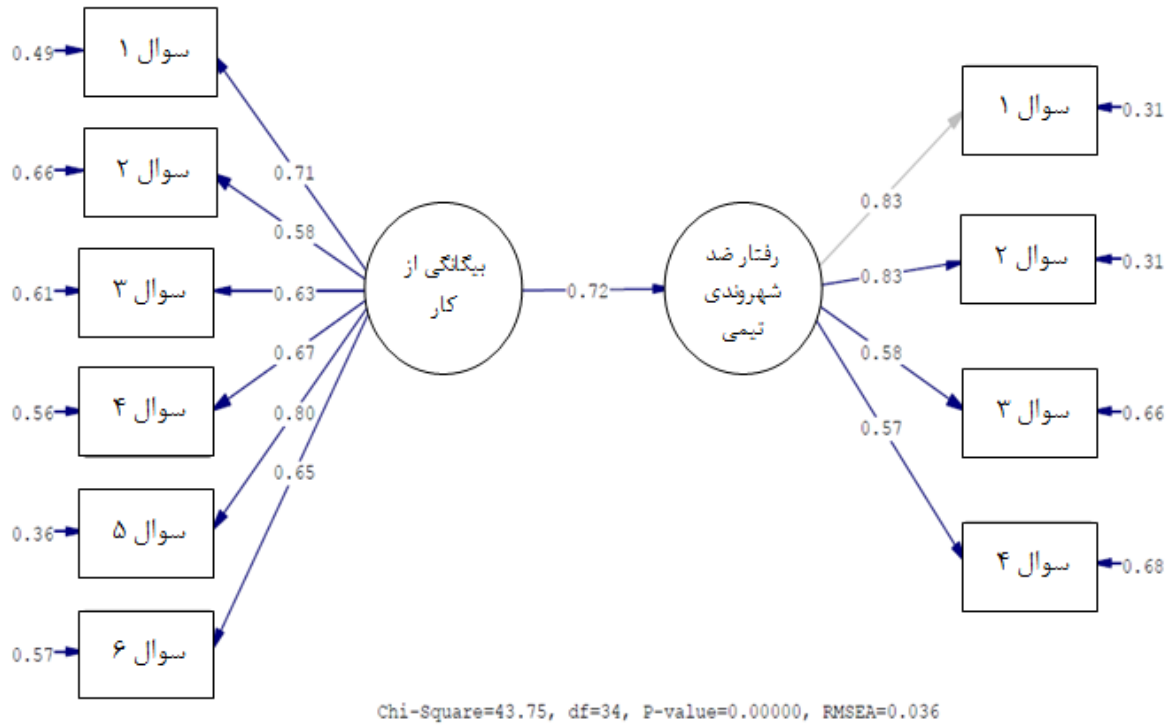 سوال ۱
0.49
سوال ۲
0.66
سوال ۳
0.61
سوال ۴
0.56
سوال ۵
0.36
سوال ۶
0.57
0.71
0.58
0.63
0.67
0.80
0.65
بیگانگی از
کار
0.72
رفتار ضد
شهروندی
تیمی
0.83
0.83
0.58
0.57
سوال ۱
0.31
سوال ۲
0.31
سوال ۳
0.66
سوال ۴
0.68
Chi-Square=43.75, df=34, P-value=0.00000, RMSEA=0.036